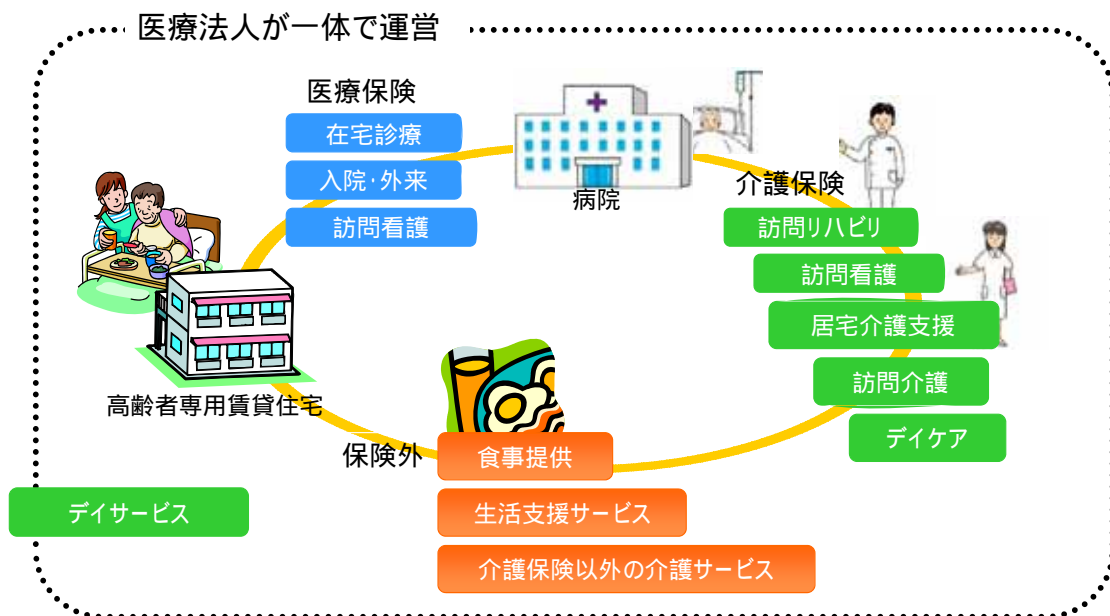 医療法人が一体で運営
医療保険
在宅診療
入院・外来
訪問看護
病院
介護保険
訪問リハビリ
訪問看護
居宅介護支援
訪問介護
デイケア
高齢者専用賃貸住宅
保険外
食事提供
生活支援サービス
介護保険以外の介護サービス
デイサービス